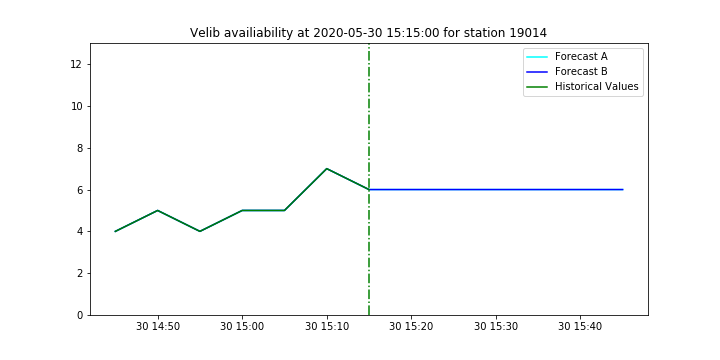 Velib availiability at 2020-05-30 15:15:00 for station 19014
Forecast A
Forecast B
Historical Values
12
10
8
6
4
2
0
30 14:50 30 15:00 30 15:10 30 15:20 30 15:30 30 15:40